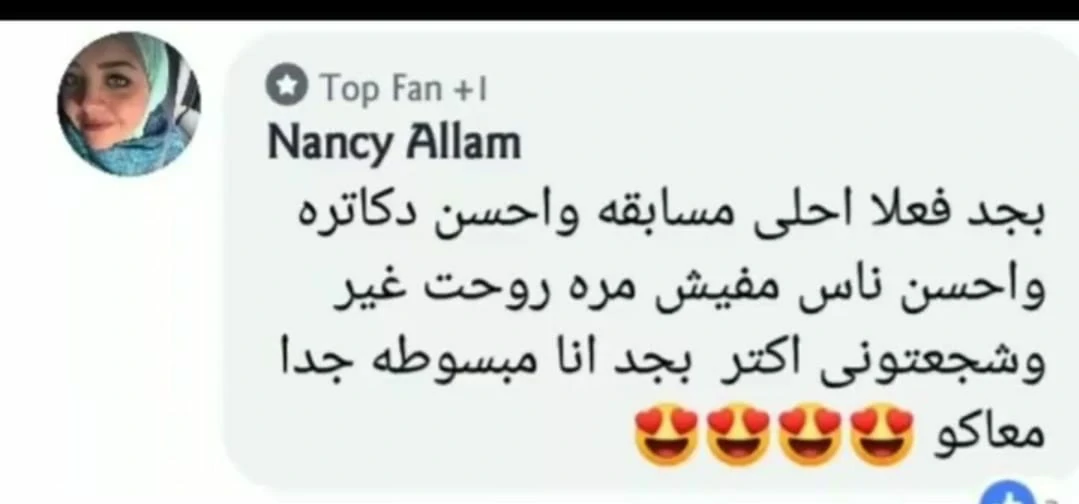 Top Fan +1
Nancy Allam
بجد فعلا احلى مسابقه واحسن دكاتره
واحسن ناس مفيش مره روحت غير
وشجعتونى اكتر بجد انا مبسوطه جدا
معاكو 😍😍😍😍